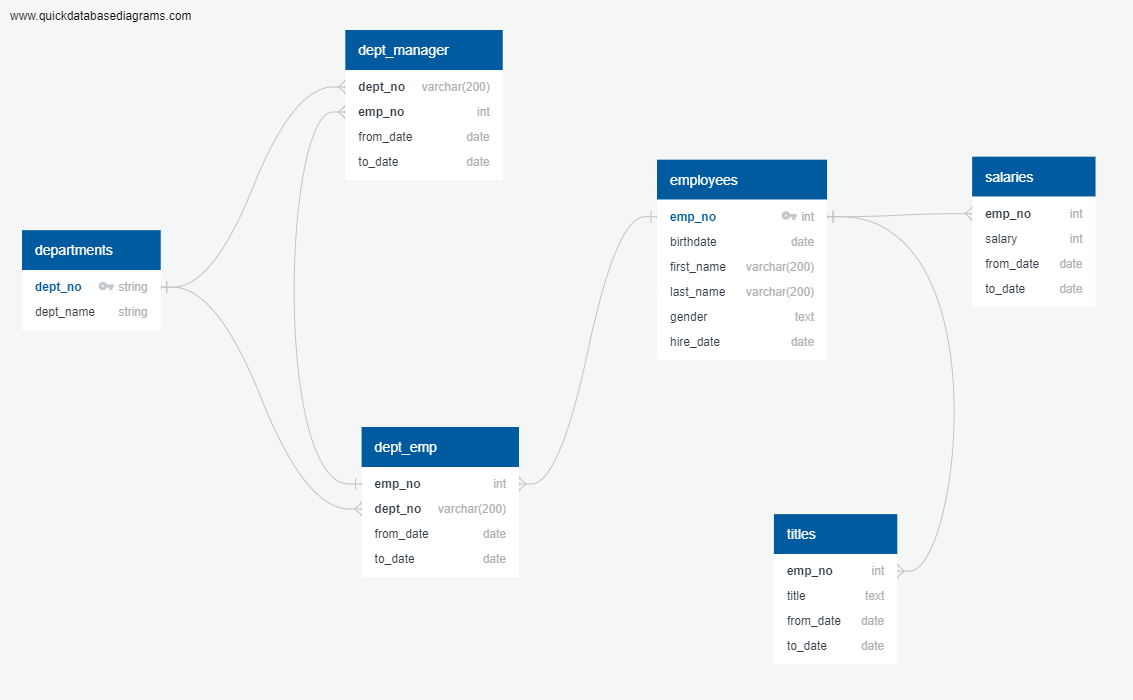 www.quickdatabasediagrams.com
dept_manager
dept_no varchar(200)
emp_no int
from_date date
to_date date
departments
dept_no string
dept_name string
dept_emp
emp_no int
dept_no varchar(200)
from_date date
to_date date
employees
emp_no int
birthdate date
first_name varchar(200)
last_name varchar(200)
gender text
hire_date date
salaries
emp_no int
salary int
from_date date
to_date date
titles
emp_no int
title text
from_date date
to_date date